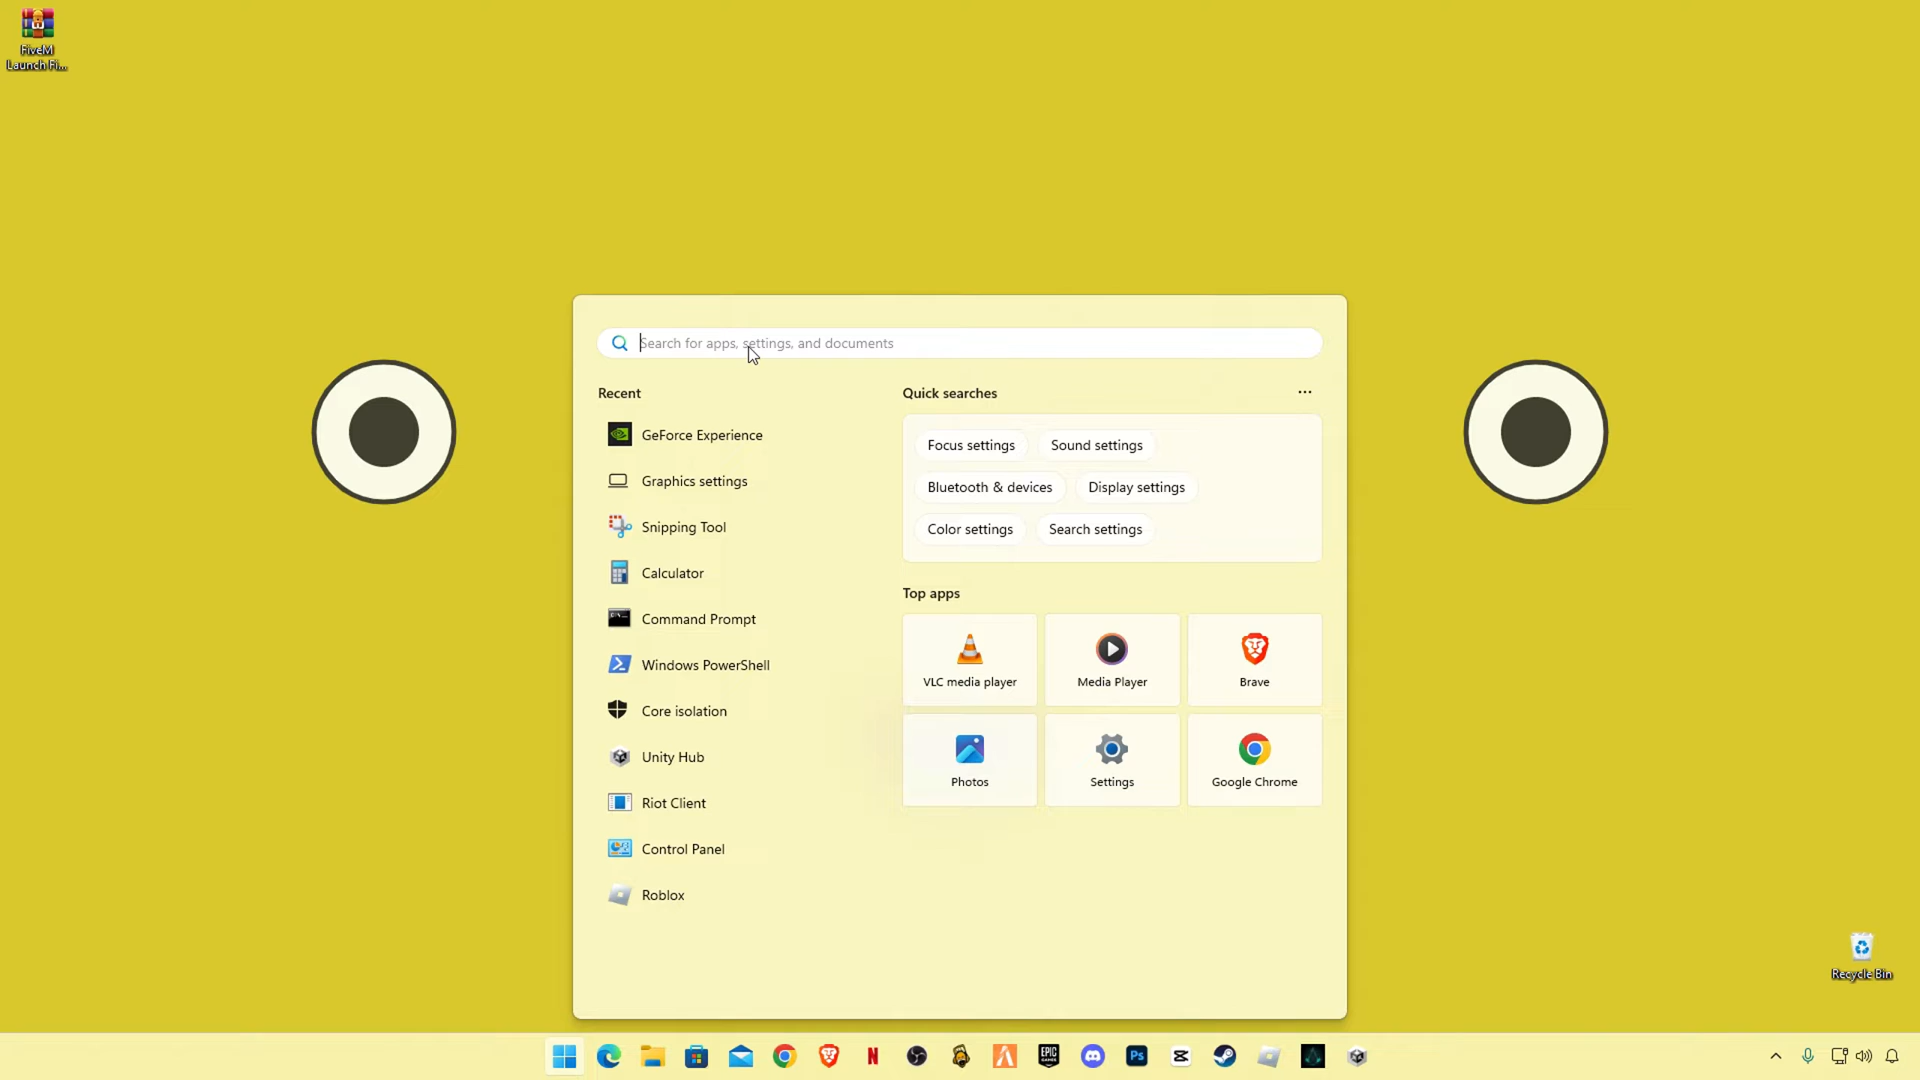 FiveM
Launch Fi...
Search for apps, settings, and documents
Recent
GeForce Experience
Graphics settings
Snipping Tool
Calculator
Command Prompt
Windows PowerShell
Core isolation
Unity Hub
Riot Client
Control Panel
Roblox
Quick searches
Focus settings
Sound settings
Bluetooth & devices
Display settings
Color settings
Search settings
Top apps
VLC media player
Media Player
Brave
Photos
Settings
Google Chrome
Recycle Bin
N
EPIC
GAMES
Ps